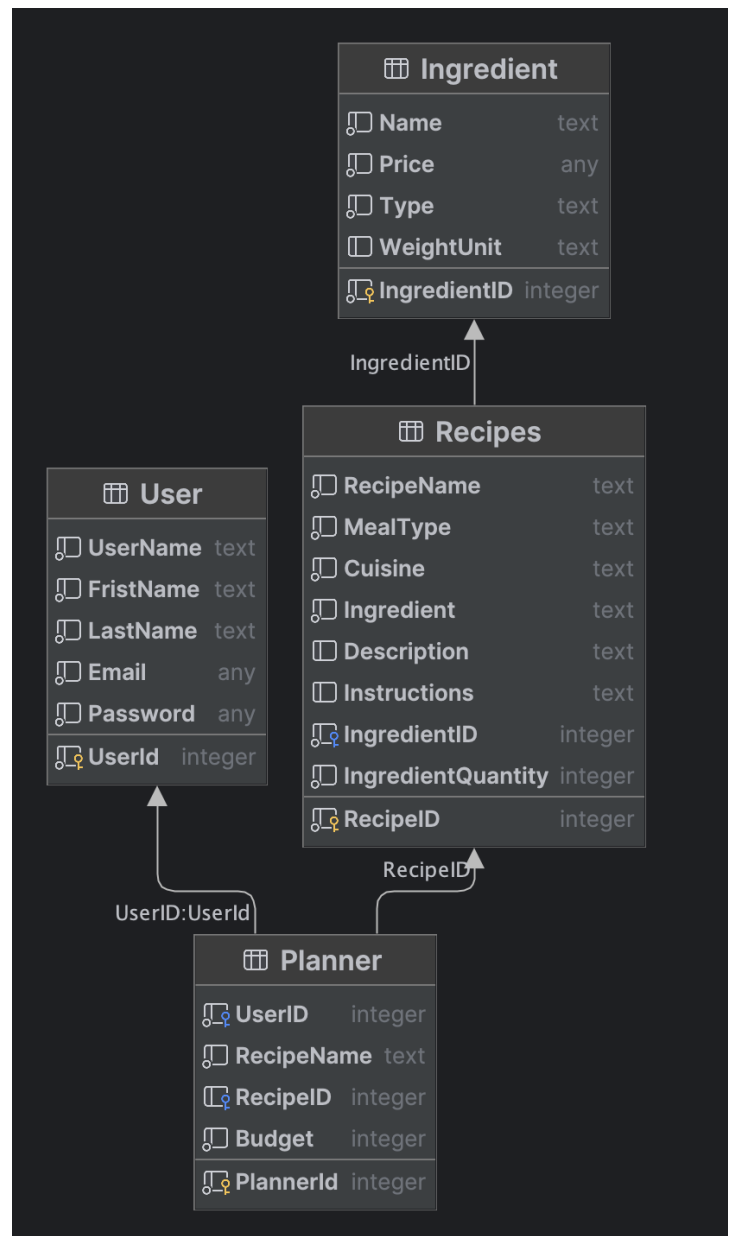 Ingredient
Name text
Price any
Type text
WeightUnit text
IngredientID integer
IngredientID
Recipes
RecipeName text
MealType text
Cuisine text
Ingredient text
Description text
Instructions text
IngredientID integer
IngredientQuantity integer
RecipeID integer
User
UserName text
FristName text
LastName text
Email any
Password any
UserId integer
RecipeID
UserID:UserId
Planner
UserID integer
RecipeName text
RecipeID integer
Budget integer
PlannerId integer